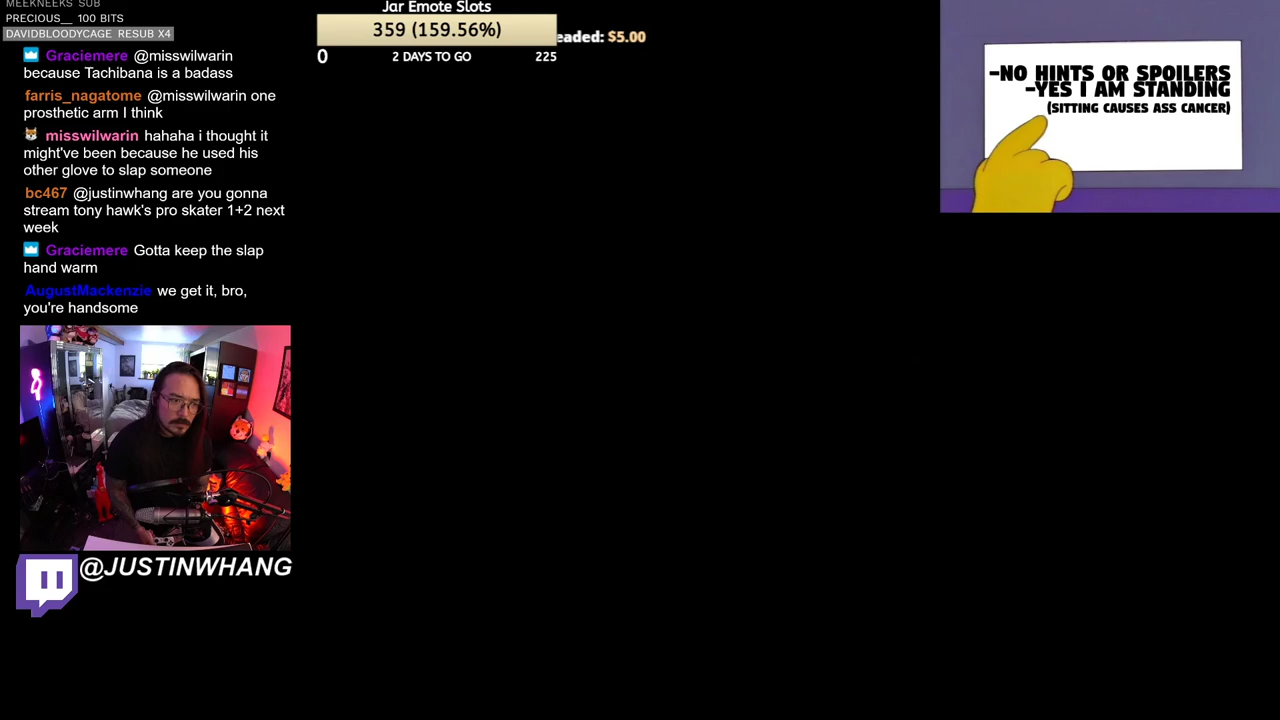 MEEKNEEKS SUB
PRECIOUS__ 100 BITS
DAVIDBLOODYCAGE RESUB X4
Graciemere @misswilwarin
because Tachibana is a badass
farris_nagatome @misswilwarin one
prosthetic arm I think
misswilwarin hahaha i thought it
might've been because he used his
other glove to slap someone
bc467 @justinwhang are you gonna
stream tony hawk's pro skater 1+2 next
week
Graciemere Gotta keep the slap
hand warm
AugustMackenzie we get it, bro,
you're handsome
@JUSTINWHANG
Jar Emote Slots
359 (159.56%)
0 2 DAYS TO GO 225
eaded: $5.00
-NO HINTS OR SPOILERS
-YES I AM STANDING
(SITTING CAUSES ASS CANCER)